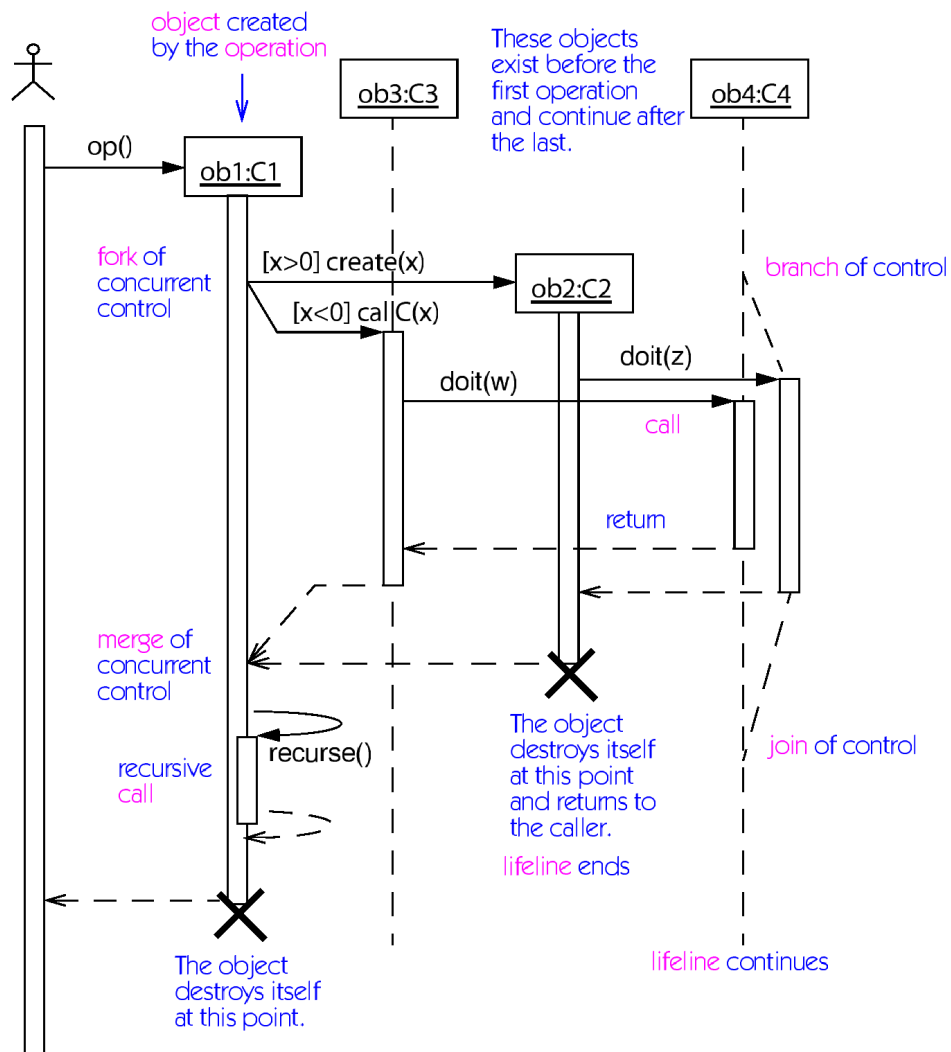 object created
by the operation
These objects
exist before the
first operation
and continue after
the last.
ob3:C3
ob4:C4
op()
ob1:C1
fork of
concurrent
control
[x>0] create(x)
ob2:C2
branch of control
[x<0] callC(x)
doit(z)
doit(w)
call
return
merge of
concurrent
control
recurse()
recursive
call
The object
destroys itself
at this point
and returns to
the caller.
join of control
lifeline ends
The object
destroys itself
at this point.
lifeline continues